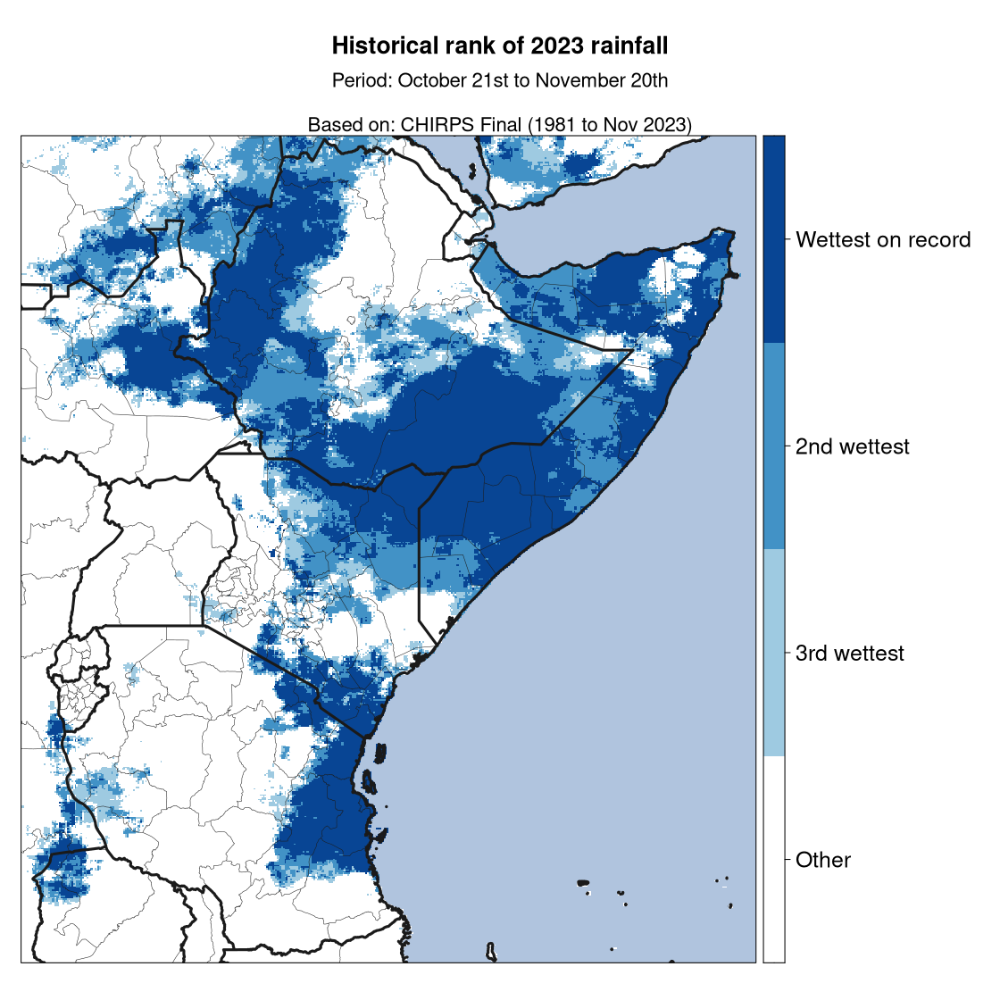 Historical rank of 2023 rainfall
Period: October 21st to November 20th
Based on: CHIRPS Final (1981 to Nov 2023)
Wettest on record
2nd wettest
3rd wettest
Other